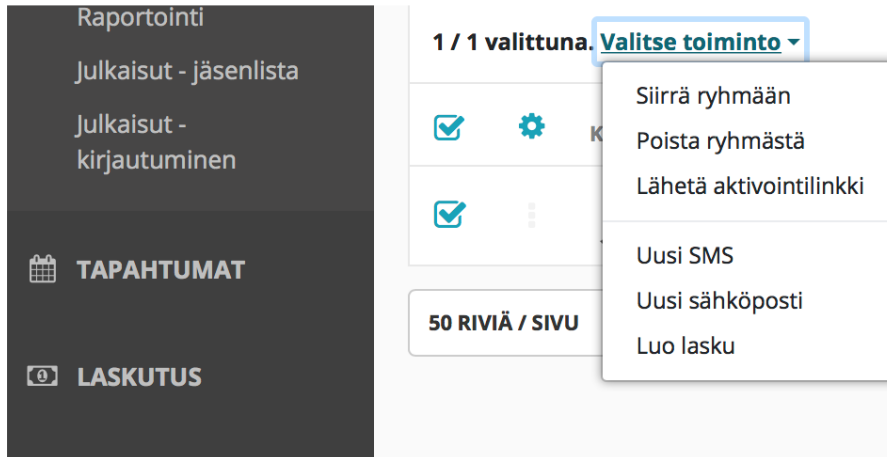 Raportointi
Julkaisut - jäsenlista
Julkaisut -
kirjautuminen
TAPAHTUMAT
LASKUTUS
1 / 1 valittuna. Valitse toiminto
Siirrä ryhmään
Poista ryhmästä
Lähetä aktivointilinkki
Uusi SMS
Uusi sähköposti
Luo lasku
50 RIVIÄ / SIVU